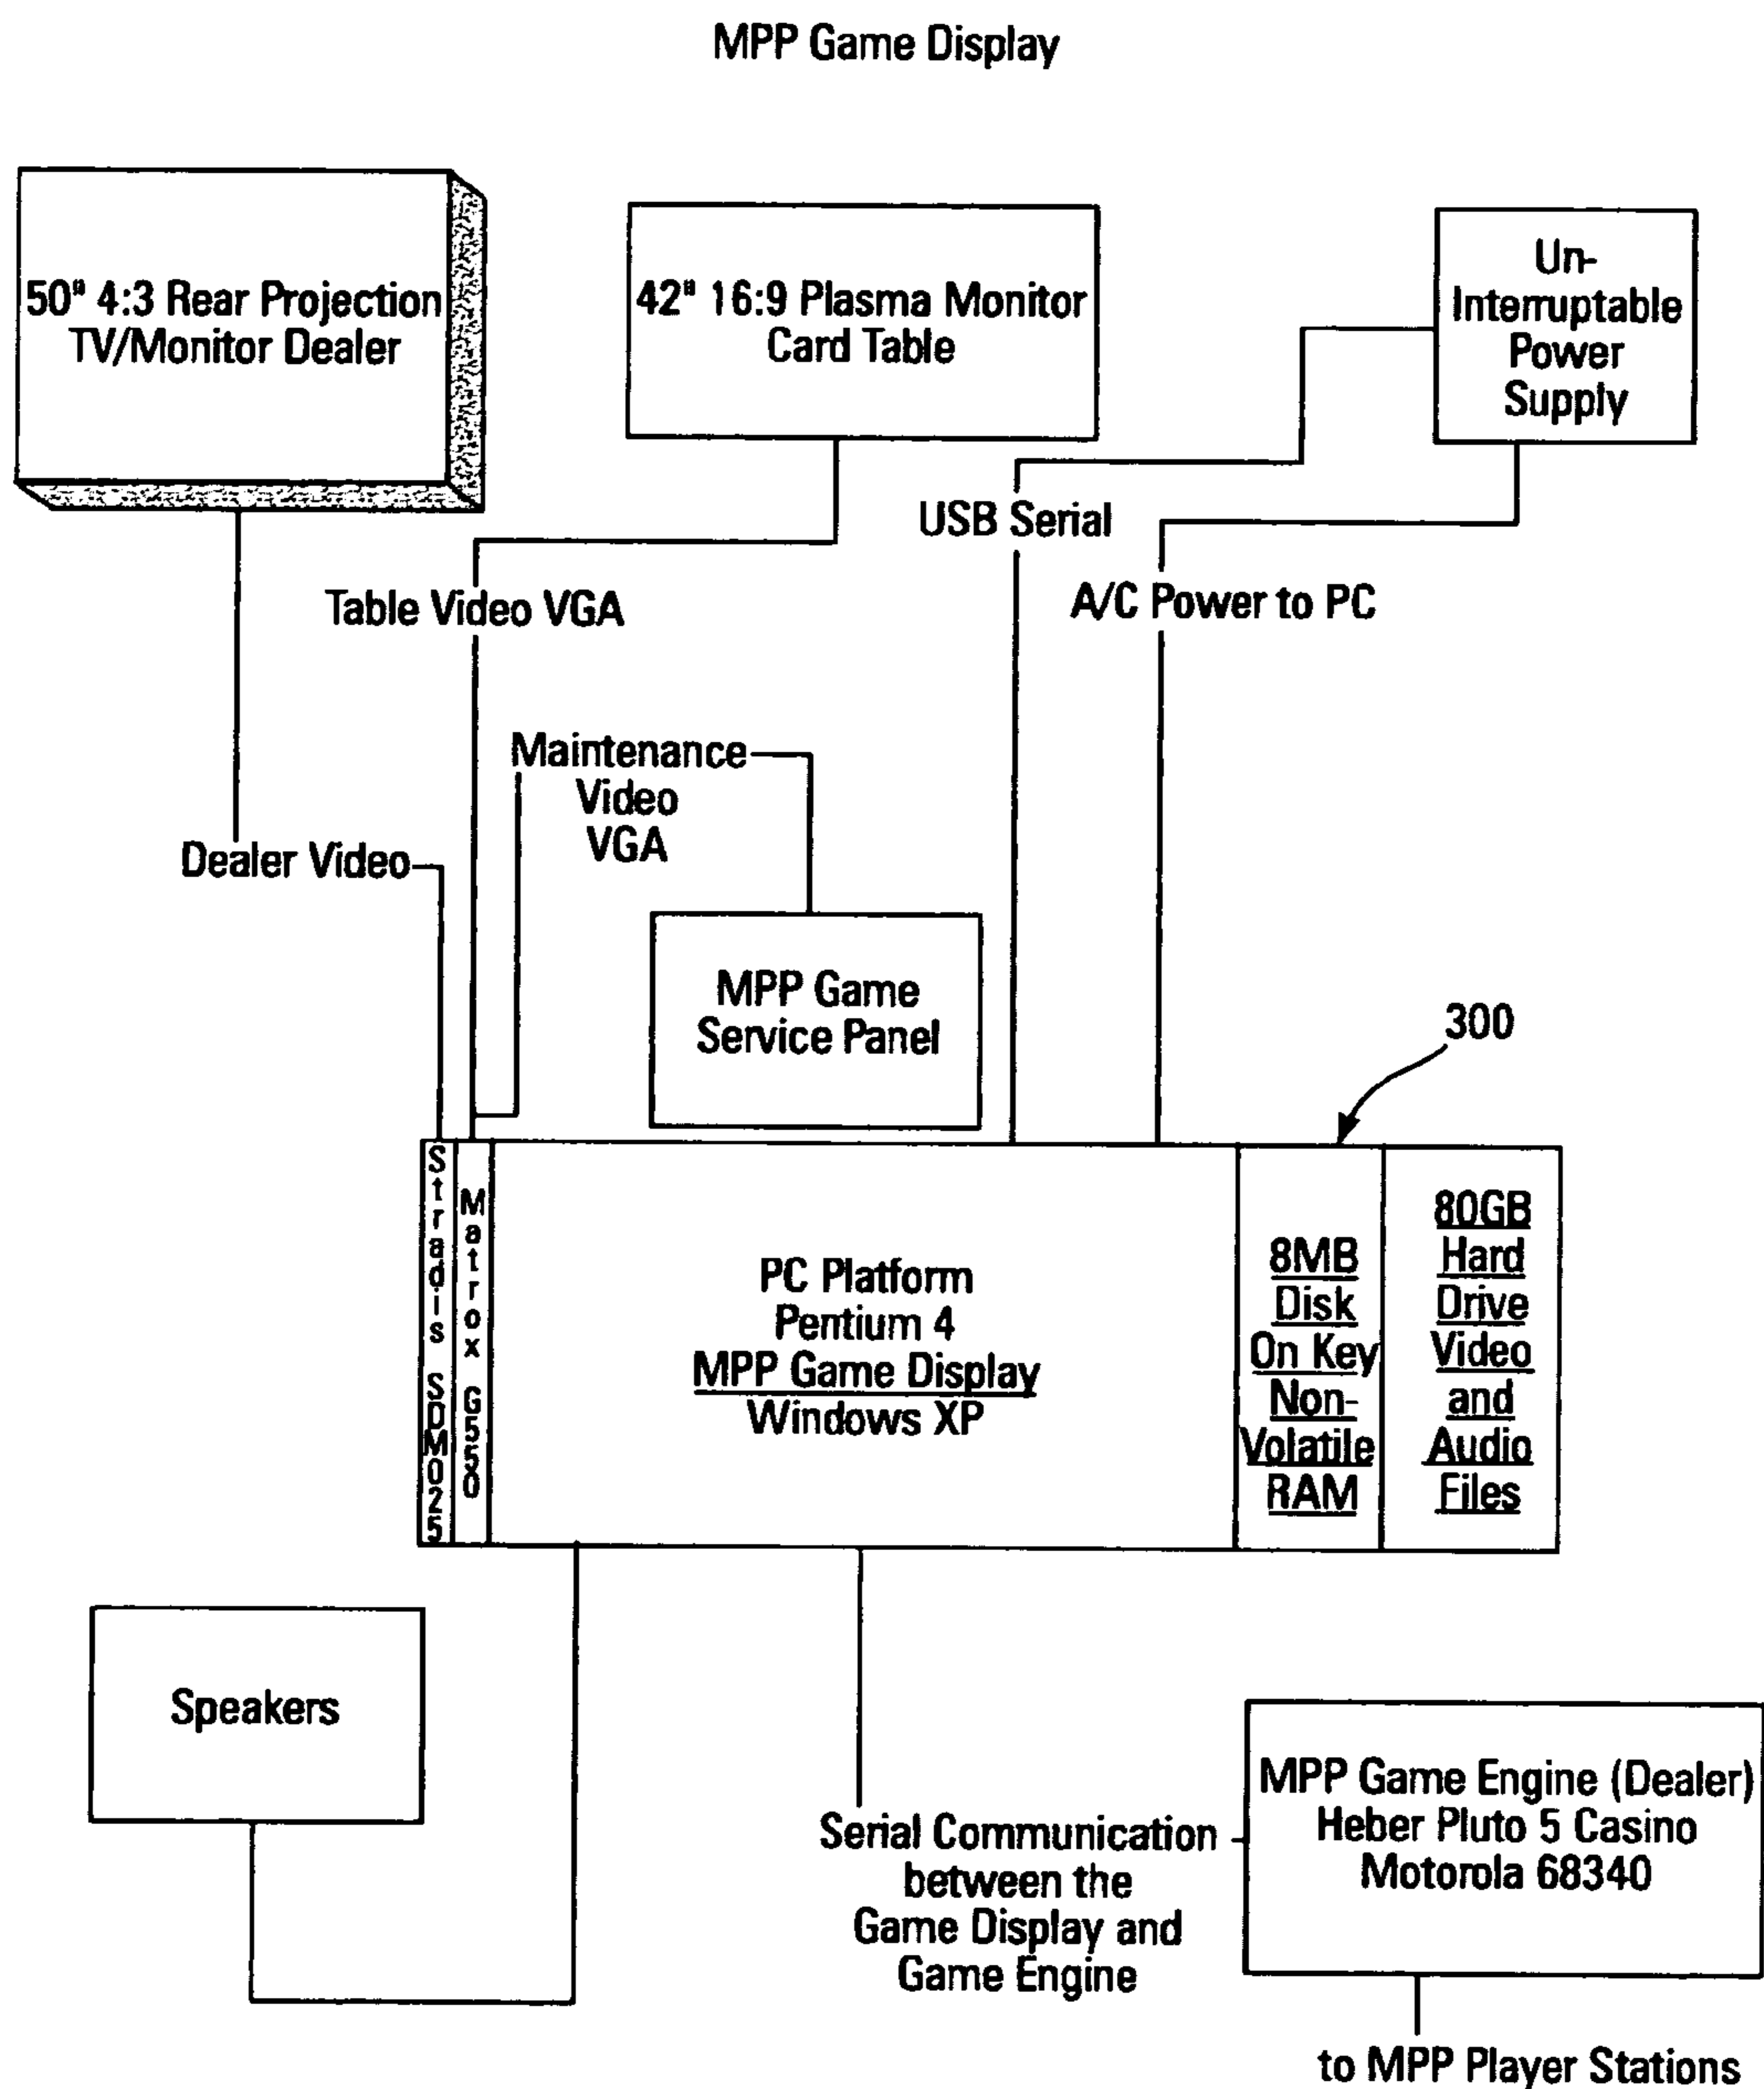 MPP Game Display
50" 4:3 Rear Projection
TV/Monitor Dealer
42" 16:9 Plasma Monitor
Card Table
Un-
Interruptable
Power
Supply
USB Serial
Table Video VGA
A/C Power to PC
Maintenance
Video
VGA
Dealer Video
MPP Game
Service Panel
300
Stradis SDM025
Matrox G550
PC Platform
Pentium 4
MPP Game Display
Windows XP
8MB
Disk
On Key
Non-
Volatile
RAM
80GB
Hard
Drive
Video
and
Audio
Files
Speakers
Serial Communication
between the
Game Display and
Game Engine
MPP Game Engine (Dealer)
Heber Pluto 5 Casino
Motorola 68340
to MPP Player Stations